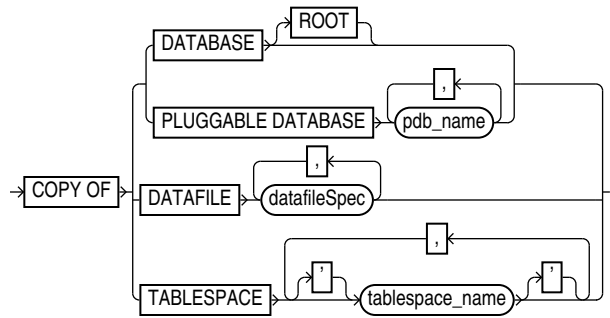 ROOT
DATABASE
,
PLUGGABLE DATABASE pdb_name
,
COPY OF DATAFILE datafileSpec
,
' '
TABLESPACE tablespace_name